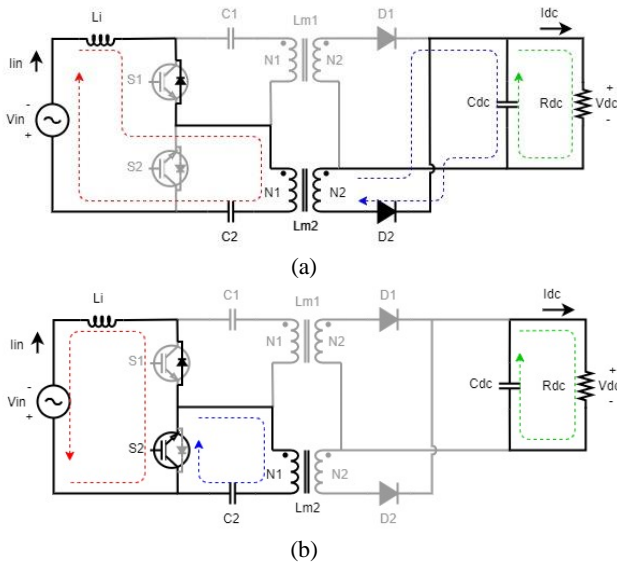 Li
C1
Lm1
D1
Idc
Iin
S1
N1
N2
Cdc
Rdc
+
Vdc
-
-
Vin
+
S2
N1
N2
C2
Lm2
D2
(a)
Li
C1
Lm1
D1
Idc
Iin
S1
N1
N2
Cdc
Rdc
+
Vdc
-
-
Vin
+
S2
N1
N2
C2
Lm2
D2
(b)